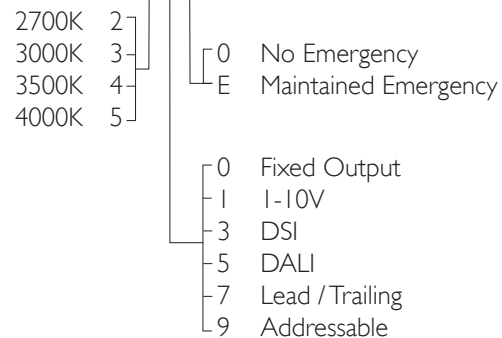 2700K 2
3000K 3
3500K 4
4000K 5
0 No Emergency
E Maintained Emergency
0 Fixed Output
1 1-10V
3 DSI
5 DALI
7 Lead / Trailing
9 Addressable